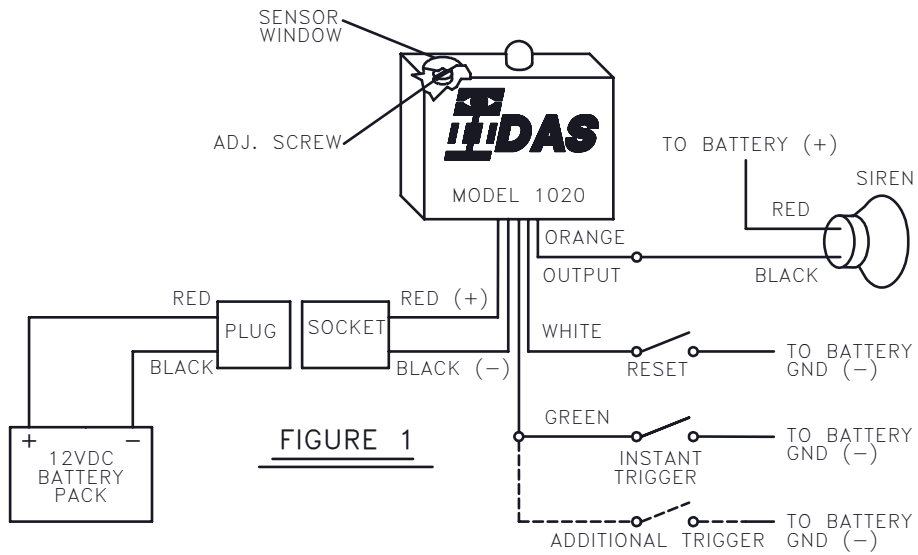 SENSOR
WINDOW
ADJ. SCREW
DAS
MODEL 1020
TO BATTERY (+)
SIREN
RED
ORANGE
OUTPUT
BLACK
RED
PLUG
SOCKET
RED (+)
BLACK
BLACK (−)
WHITE
RESET
TO BATTERY
GND (−)
+
−
12VDC
BATTERY
PACK
FIGURE 1
GREEN
INSTANT
TRIGGER
TO BATTERY
GND (−)
ADDITIONAL TRIGGER
TO BATTERY
GND (−)